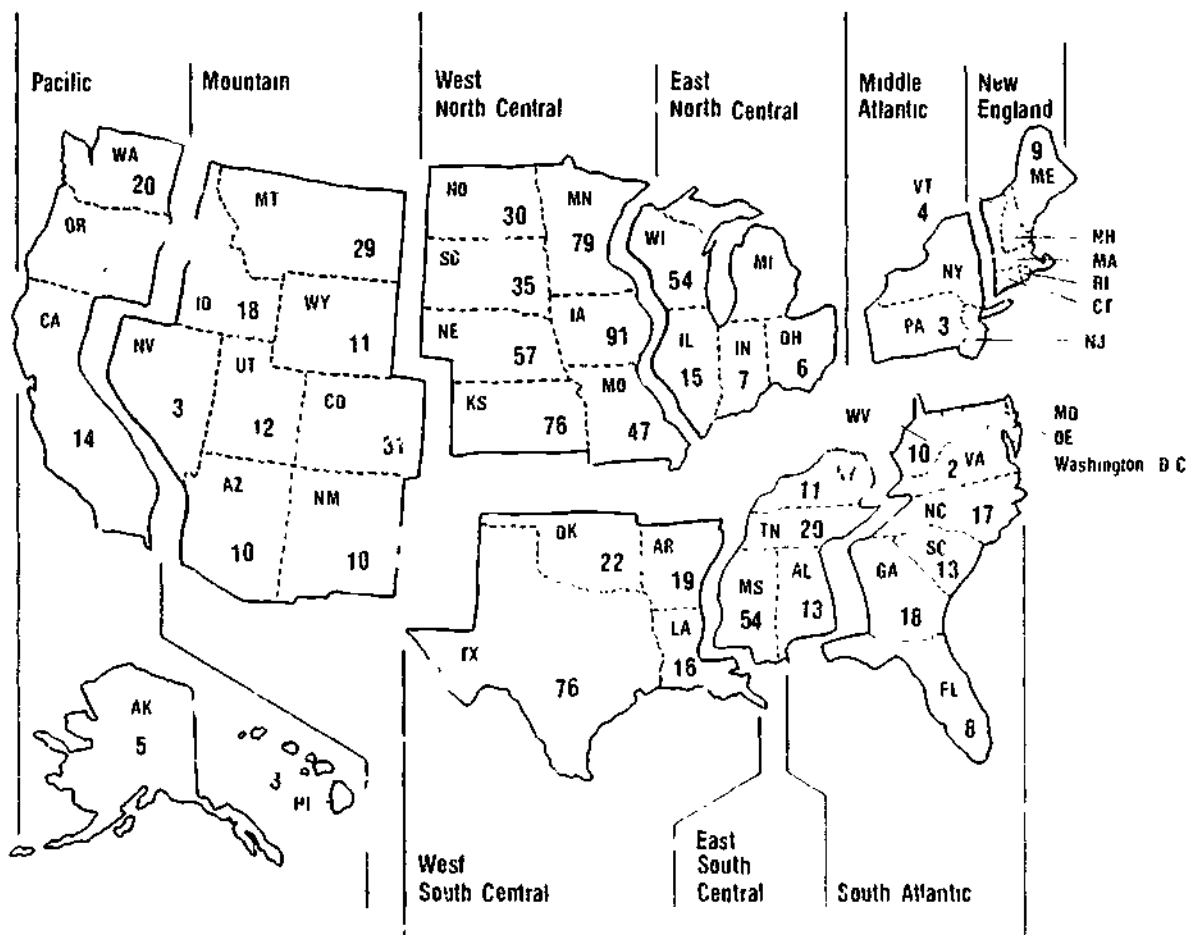 Pacific
Mountain
West
North Central
East
North Central
Middle
Atlantic
New
England
WA
20
OR
CA
14
MT
29
ID
18
WY
11
NV
3
UT
12
CO
31
AZ
10
NM
10
ND
30
SD
35
NE
57
KS
76
MN
79
IA
91
MO
47
WI
54
MI
IL
15
IN
7
OH
6
VT
4
9
ME
NH
MA
RI
CT
NJ
NY
PA 3
WV
10
2
VA
MD
DE
Washington D C
NC
17
SC
13
GA
18
FL
8
11
TN
20
MS
54
AL
13
OK
22
AR
19
LA
16
TX
76
AK
5
3
HI
West
South Central
East
South
Central
South Atlantic